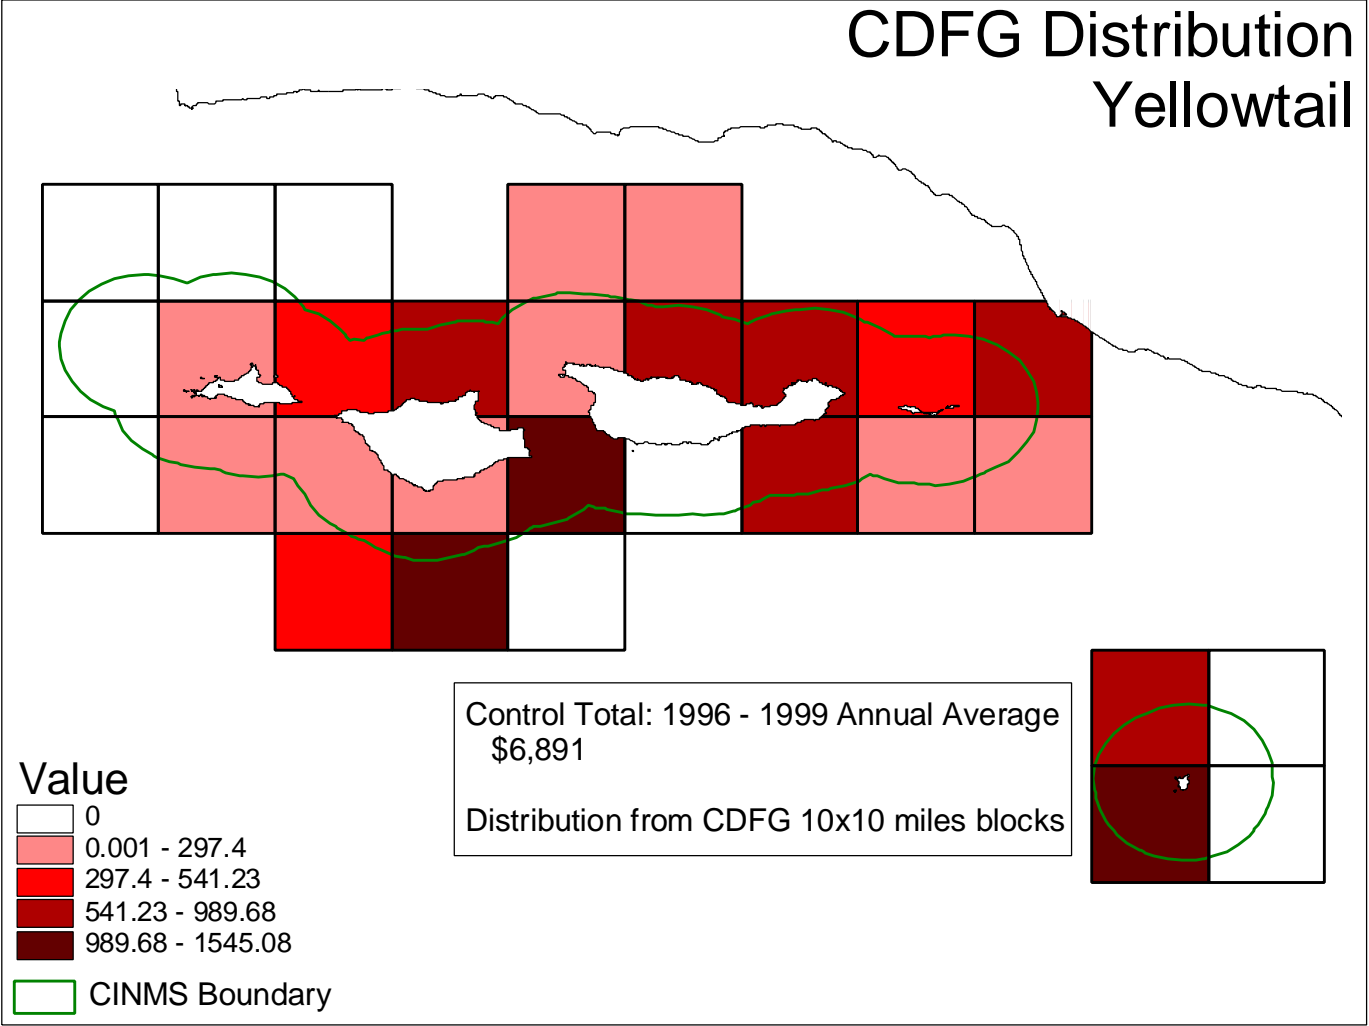 CDFG Distribution
Yellowtail
Control Total: 1996 - 1999 Annual Average
$6,891
Distribution from CDFG 10x10 miles blocks
Value
0
0.001 - 297.4
297.4 - 541.23
541.23 - 989.68
989.68 - 1545.08
CINMS Boundary